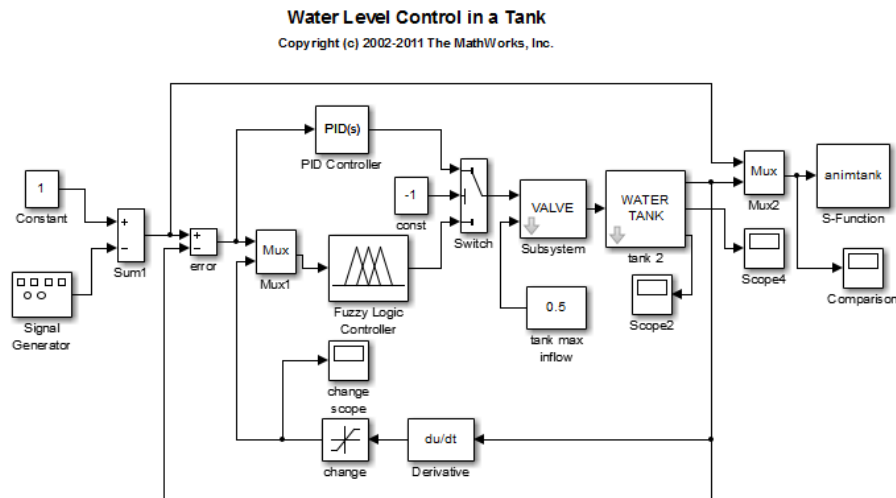 Water Level Control in a Tank
Copyright (c) 2002-2011 The MathWorks, Inc.
PID(s)
PID Controller
1
Constant
-1
const
Switch
VALVE
Subsystem
WATER
TANK
tank 2
Mux
Mux2
animtank
S-Function
+
−
Sum1
+
−
error
Mux
Mux1
Fuzzy Logic
Controller
Signal
Generator
0.5
tank max
inflow
Scope2
Scope4
Comparison
change
scope
change
du/dt
Derivative